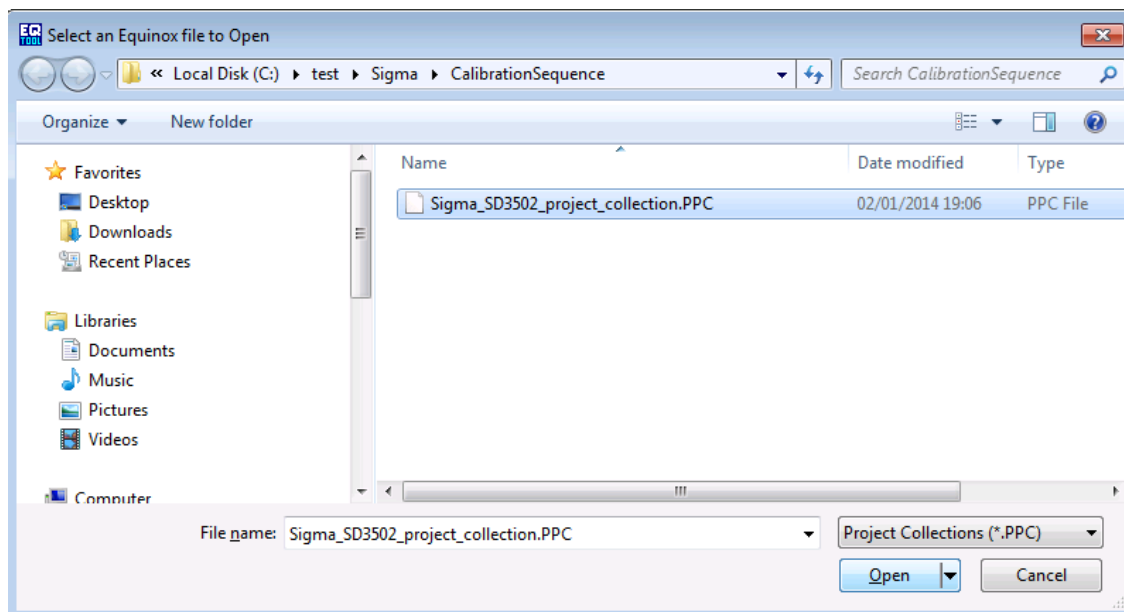 EQ TOOL Select an Equinox file to Open
« Local Disk (C:) ▸ test ▸ Sigma ▸ CalibrationSequence
Search CalibrationSequence
Organize New folder
Favorites
Desktop
Downloads
Recent Places
Libraries
Documents
Music
Pictures
Videos
Computer
Name Date modified Type
Sigma_SD3502_project_collection.PPC 02/01/2014 19:06 PPC File
File name: Sigma_SD3502_project_collection.PPC Project Collections (*.PPC)
Open Cancel